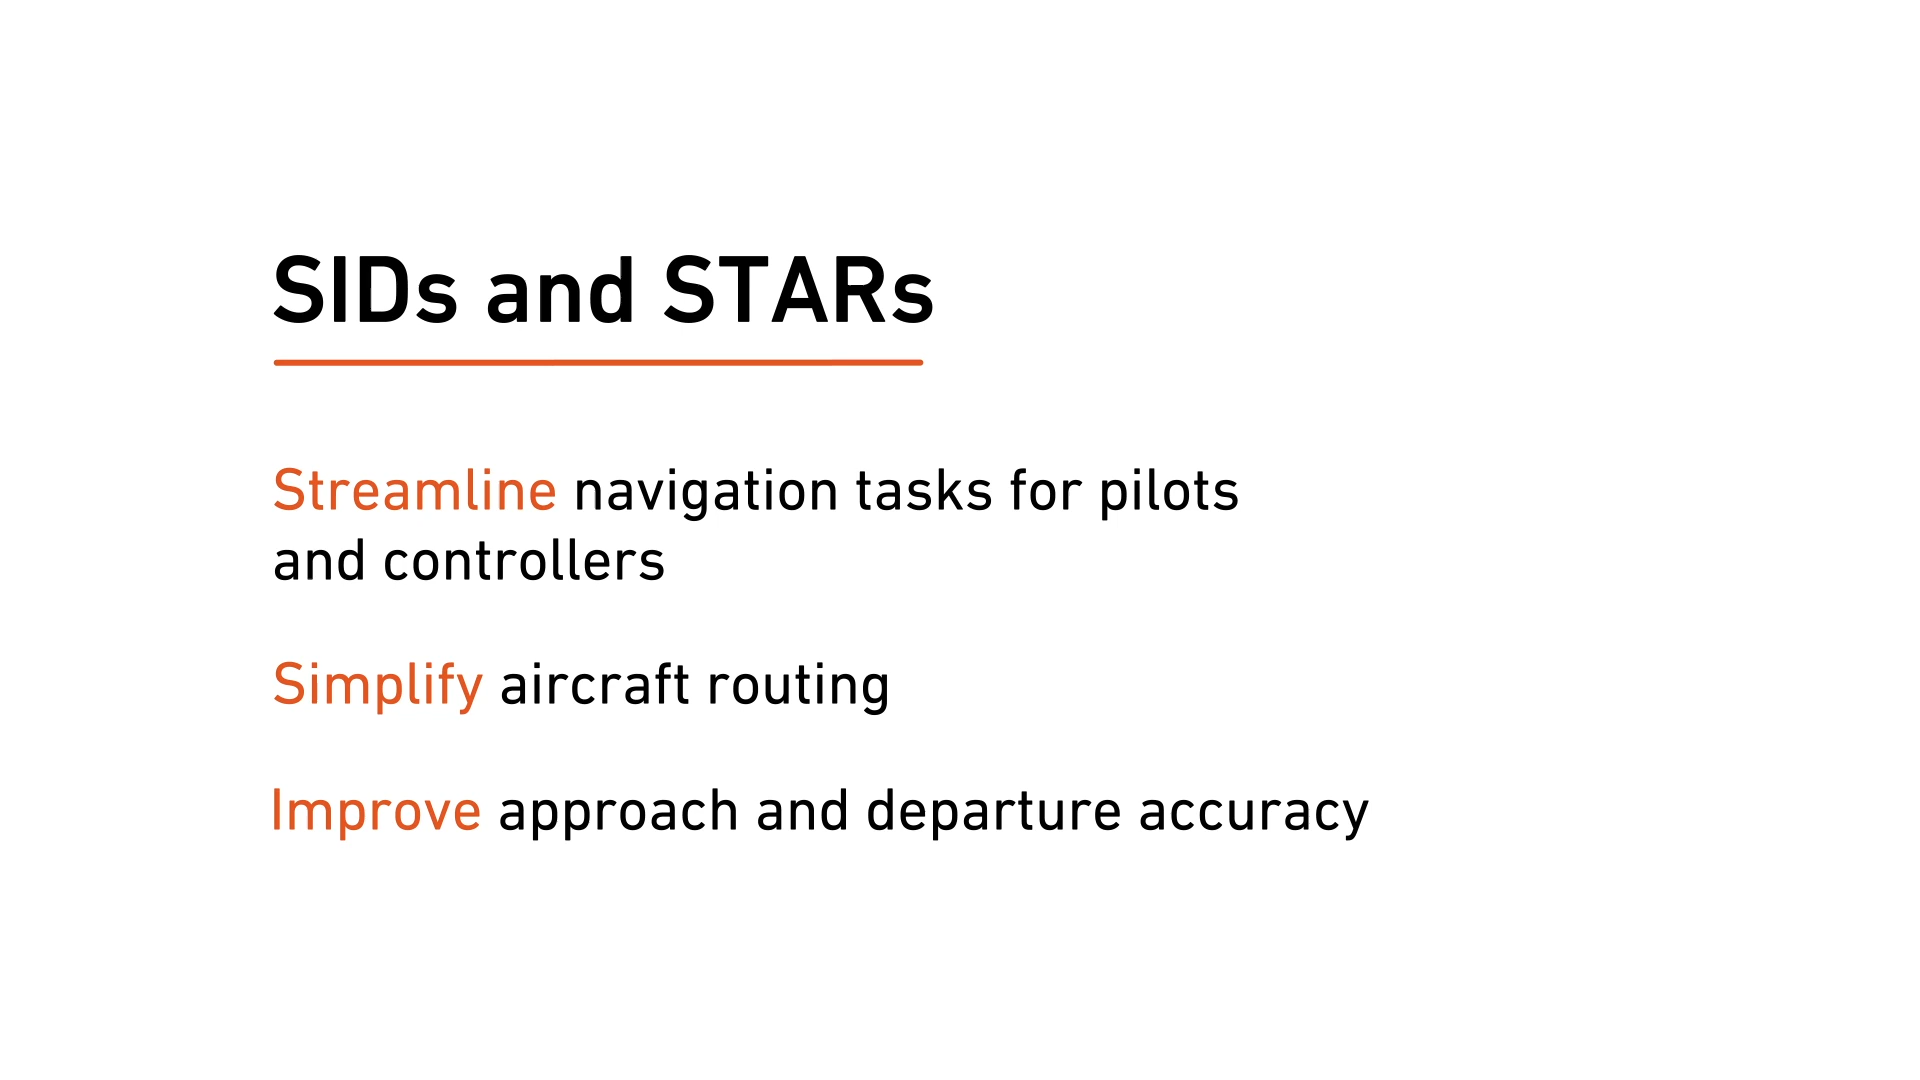 SIDs and STARs
Streamline navigation tasks for pilots
and controllers
Simplify aircraft routing
Improve approach and departure accuracy